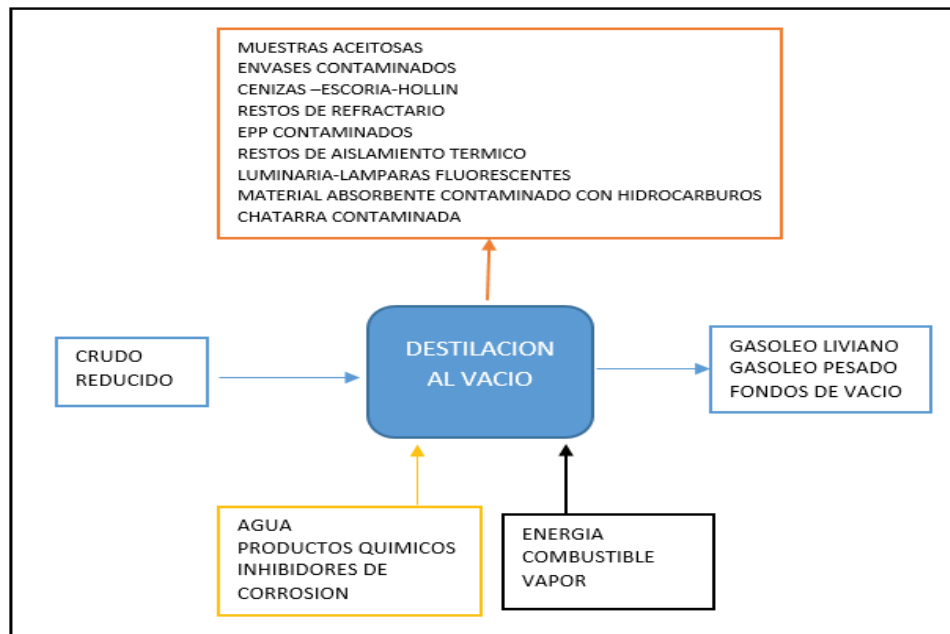 MUESTRAS ACEITOSAS
ENVASES CONTAMINADOS
CENIZAS –ESCORIA-HOLLIN
RESTOS DE REFRACTARIO
EPP CONTAMINADOS
RESTOS DE AISLAMIENTO TERMICO
LUMINARIA-LAMPARAS FLUORESCENTES
MATERIAL ABSORBENTE CONTAMINADO CON HIDROCARBUROS
CHATARRA CONTAMINADA
CRUDO
REDUCIDO
DESTILACION
AL VACIO
GASOLEO LIVIANO
GASOLEO PESADO
FONDOS DE VACIO
AGUA
PRODUCTOS QUIMICOS
INHIBIDORES DE
CORROSION
ENERGIA
COMBUSTIBLE
VAPOR